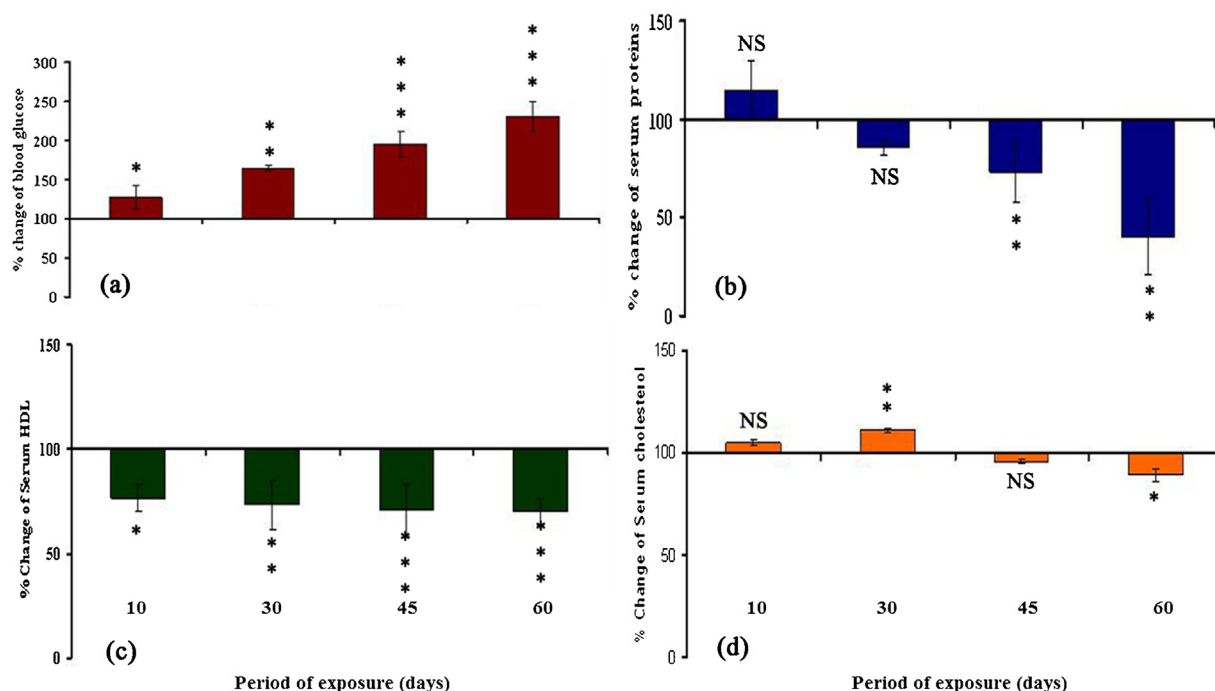 % change of blood glucose
300
250
200
150
100
50
0
*
* *
* * *
* * *
(a)
% change of serum proteins
150
100
50
0
NS
NS
* *
* *
(b)
% Change of Serum HDL
150
100
50
0
*
* *
* * *
* * *
10 30 45 60
(c)
Period of exposure (days)
% Change of Serum cholesterol
150
100
50
0
NS
* *
NS
*
10 30 45 60
(d)
Period of exposure (days)